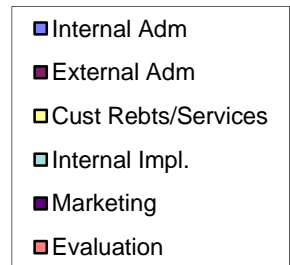 Internal Adm
External Adm
Cust Rebts/Services
Internal Impl.
Marketing
Evaluation